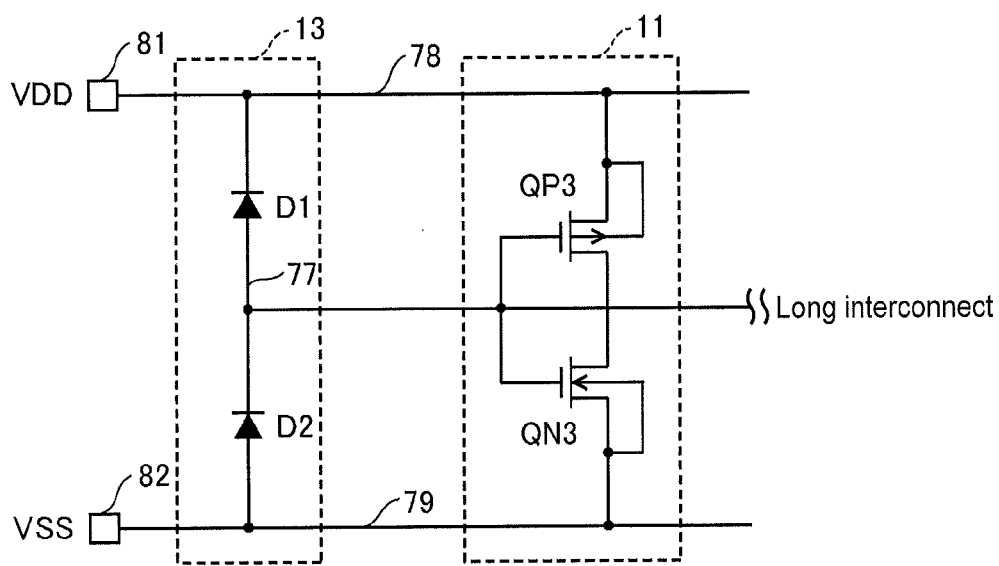 13
11
81
78
VDD
QP3
D1
77
Long interconnect
D2
QN3
82
79
VSS